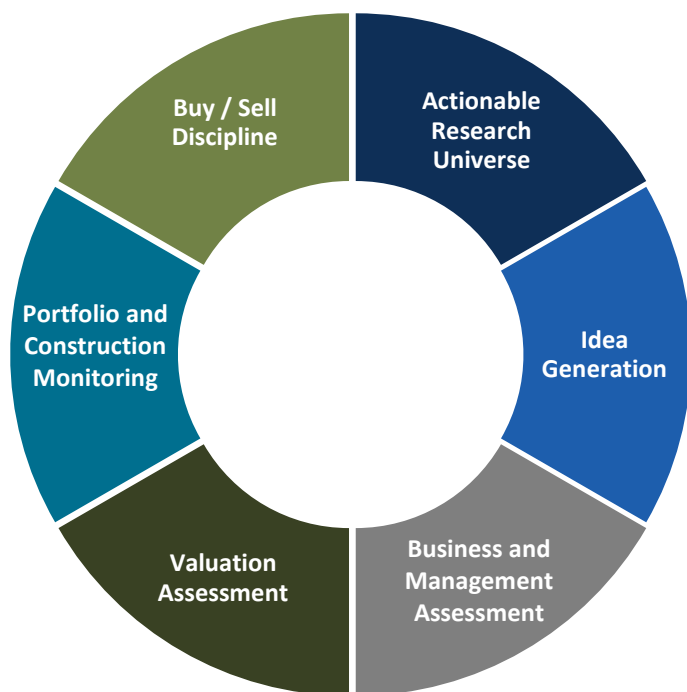 Buy / Sell
Discipline
Actionable
Research
Universe
Portfolio and
Construction
Monitoring
Idea
Generation
Valuation
Assessment
Business and
Management
Assessment